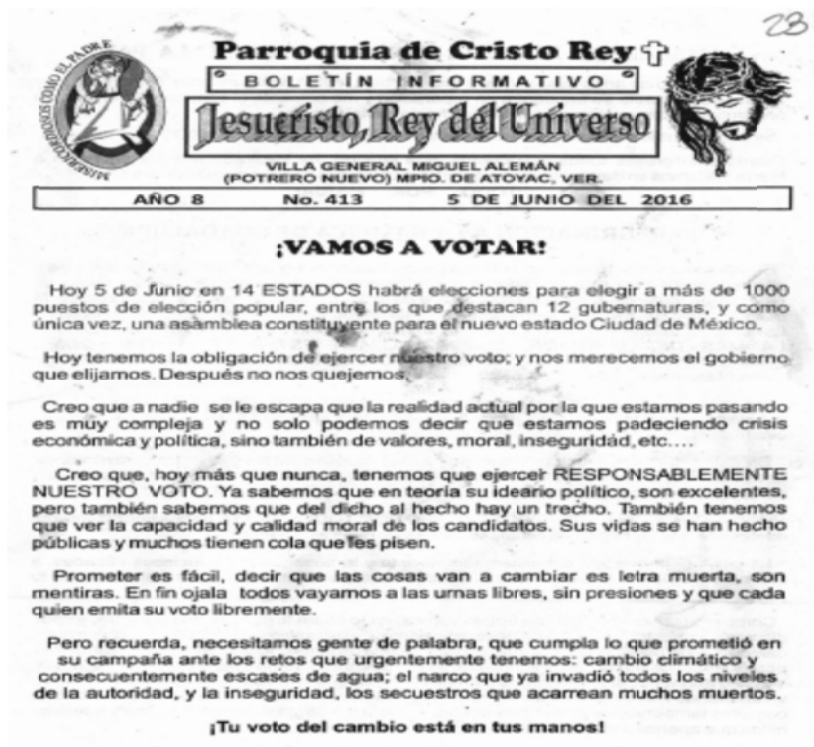 23
MISERICORDIOSOS COMO EL PADRE
Parroquia de Cristo Rey
BOLETÍN INFORMATIVO
Jesucristo, Rey del Universo
VILLA GENERAL MIGUEL ALEMÁN
(POTRERO NUEVO) MPIO. DE ATOYAC, VER.
AÑO 8 No. 413 5 DE JUNIO DEL 2016
¡VAMOS A VOTAR!
Hoy 5 de Junio en 14 ESTADOS habrá elecciones para elegir a más de 1000
puestos de elección popular, entre los que destacan 12 gubernaturas, y como
única vez, una asamblea constituyente para el nuevo estado Ciudad de México.
Hoy tenemos la obligación de ejercer nuestro voto; y nos merecemos el gobierno
que elijamos. Después no nos quejemos.
Creo que a nadie se le escapa que la realidad actual por la que estamos pasando
es muy compleja y no solo podemos decir que estamos padeciendo crisis
económica y política, sino también de valores, moral, inseguridad, etc....
Creo que, hoy más que nunca, tenemos que ejercer RESPONSABLEMENTE
NUESTRO VOTO. Ya sabemos que en teoría su ideario político, son excelentes,
pero también sabemos que del dicho al hecho hay un trecho. También tenemos
que ver la capacidad y calidad moral de los candidatos. Sus vidas se han hecho
públicas y muchos tienen cola que les pisen.
Prometer es fácil, decir que las cosas van a cambiar es letra muerta, son
mentiras. En fin ojala todos vayamos a las urnas libres, sin presiones y que cada
quien emita su voto libremente.
Pero recuerda, necesitamos gente de palabra, que cumpla lo que prometió en
su campaña ante los retos que urgentemente tenemos: cambio climático y
consecuentemente escases de agua; el narco que ya invadió todos los niveles
de la autoridad, y la inseguridad, los secuestros que acarrean muchos muertos.
¡Tu voto del cambio está en tus manos!